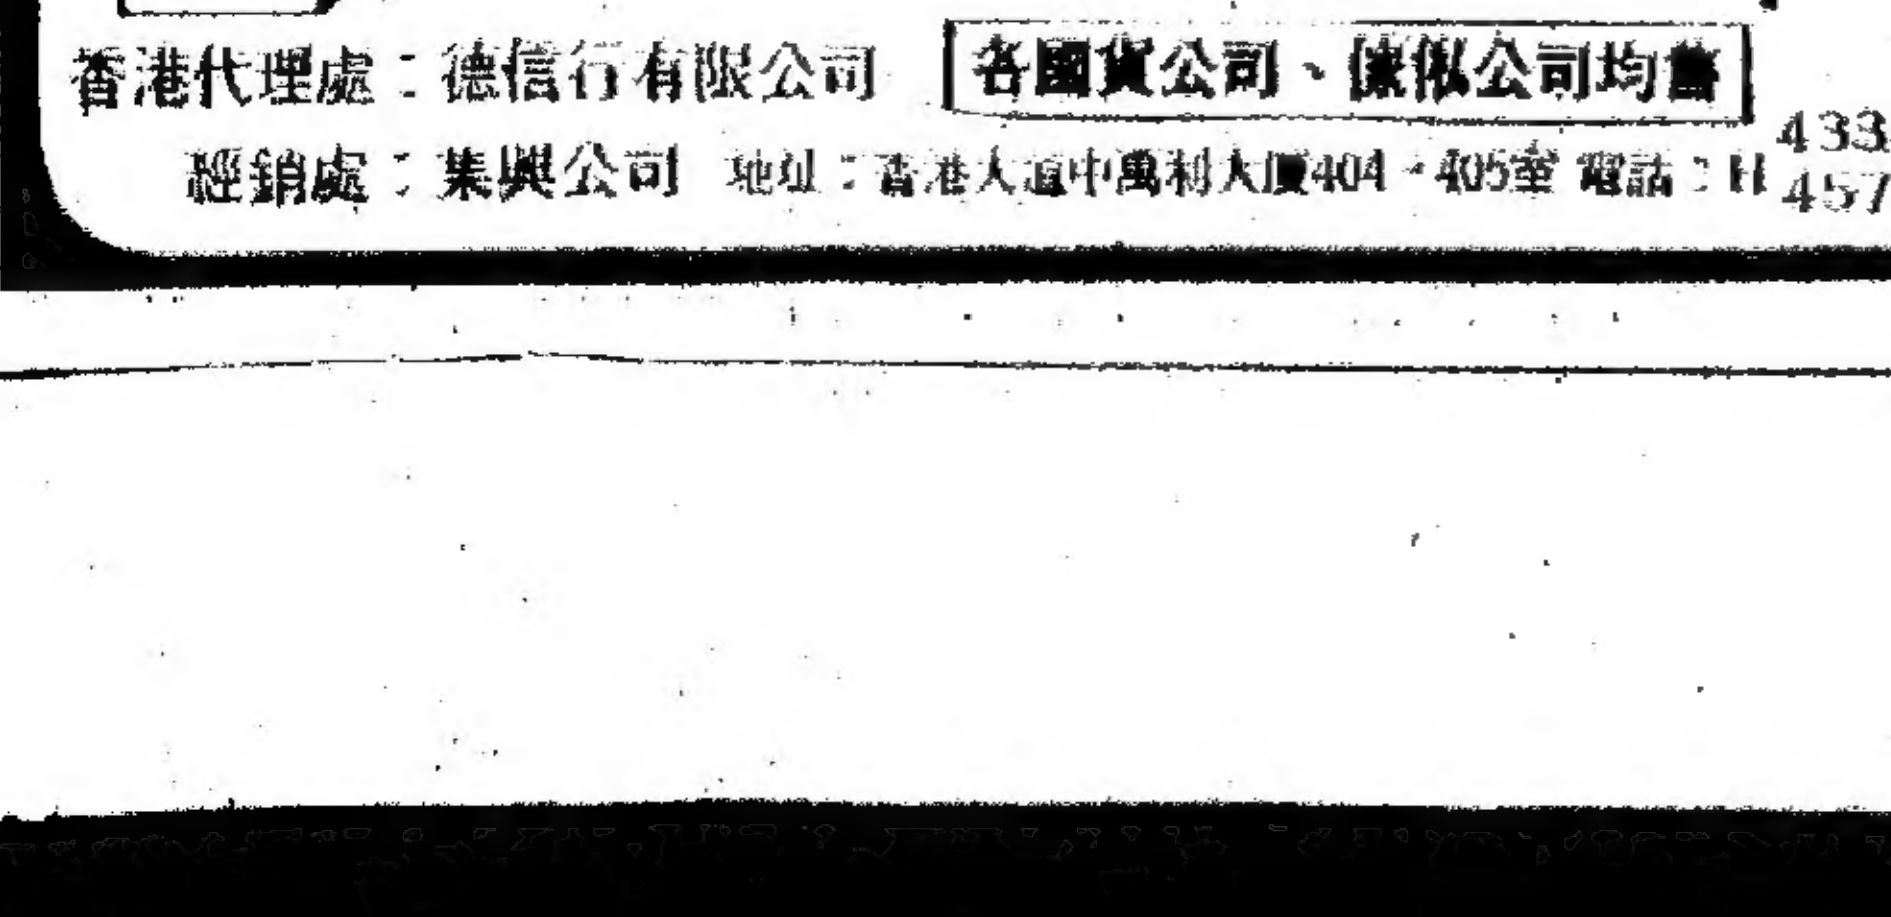 香港代理處：德信行有限公司 各國貨公司、傢俬公司均售
經銷處：集興公司 地址：香港大道中萬利大廈404-405室 電話：H
433
457